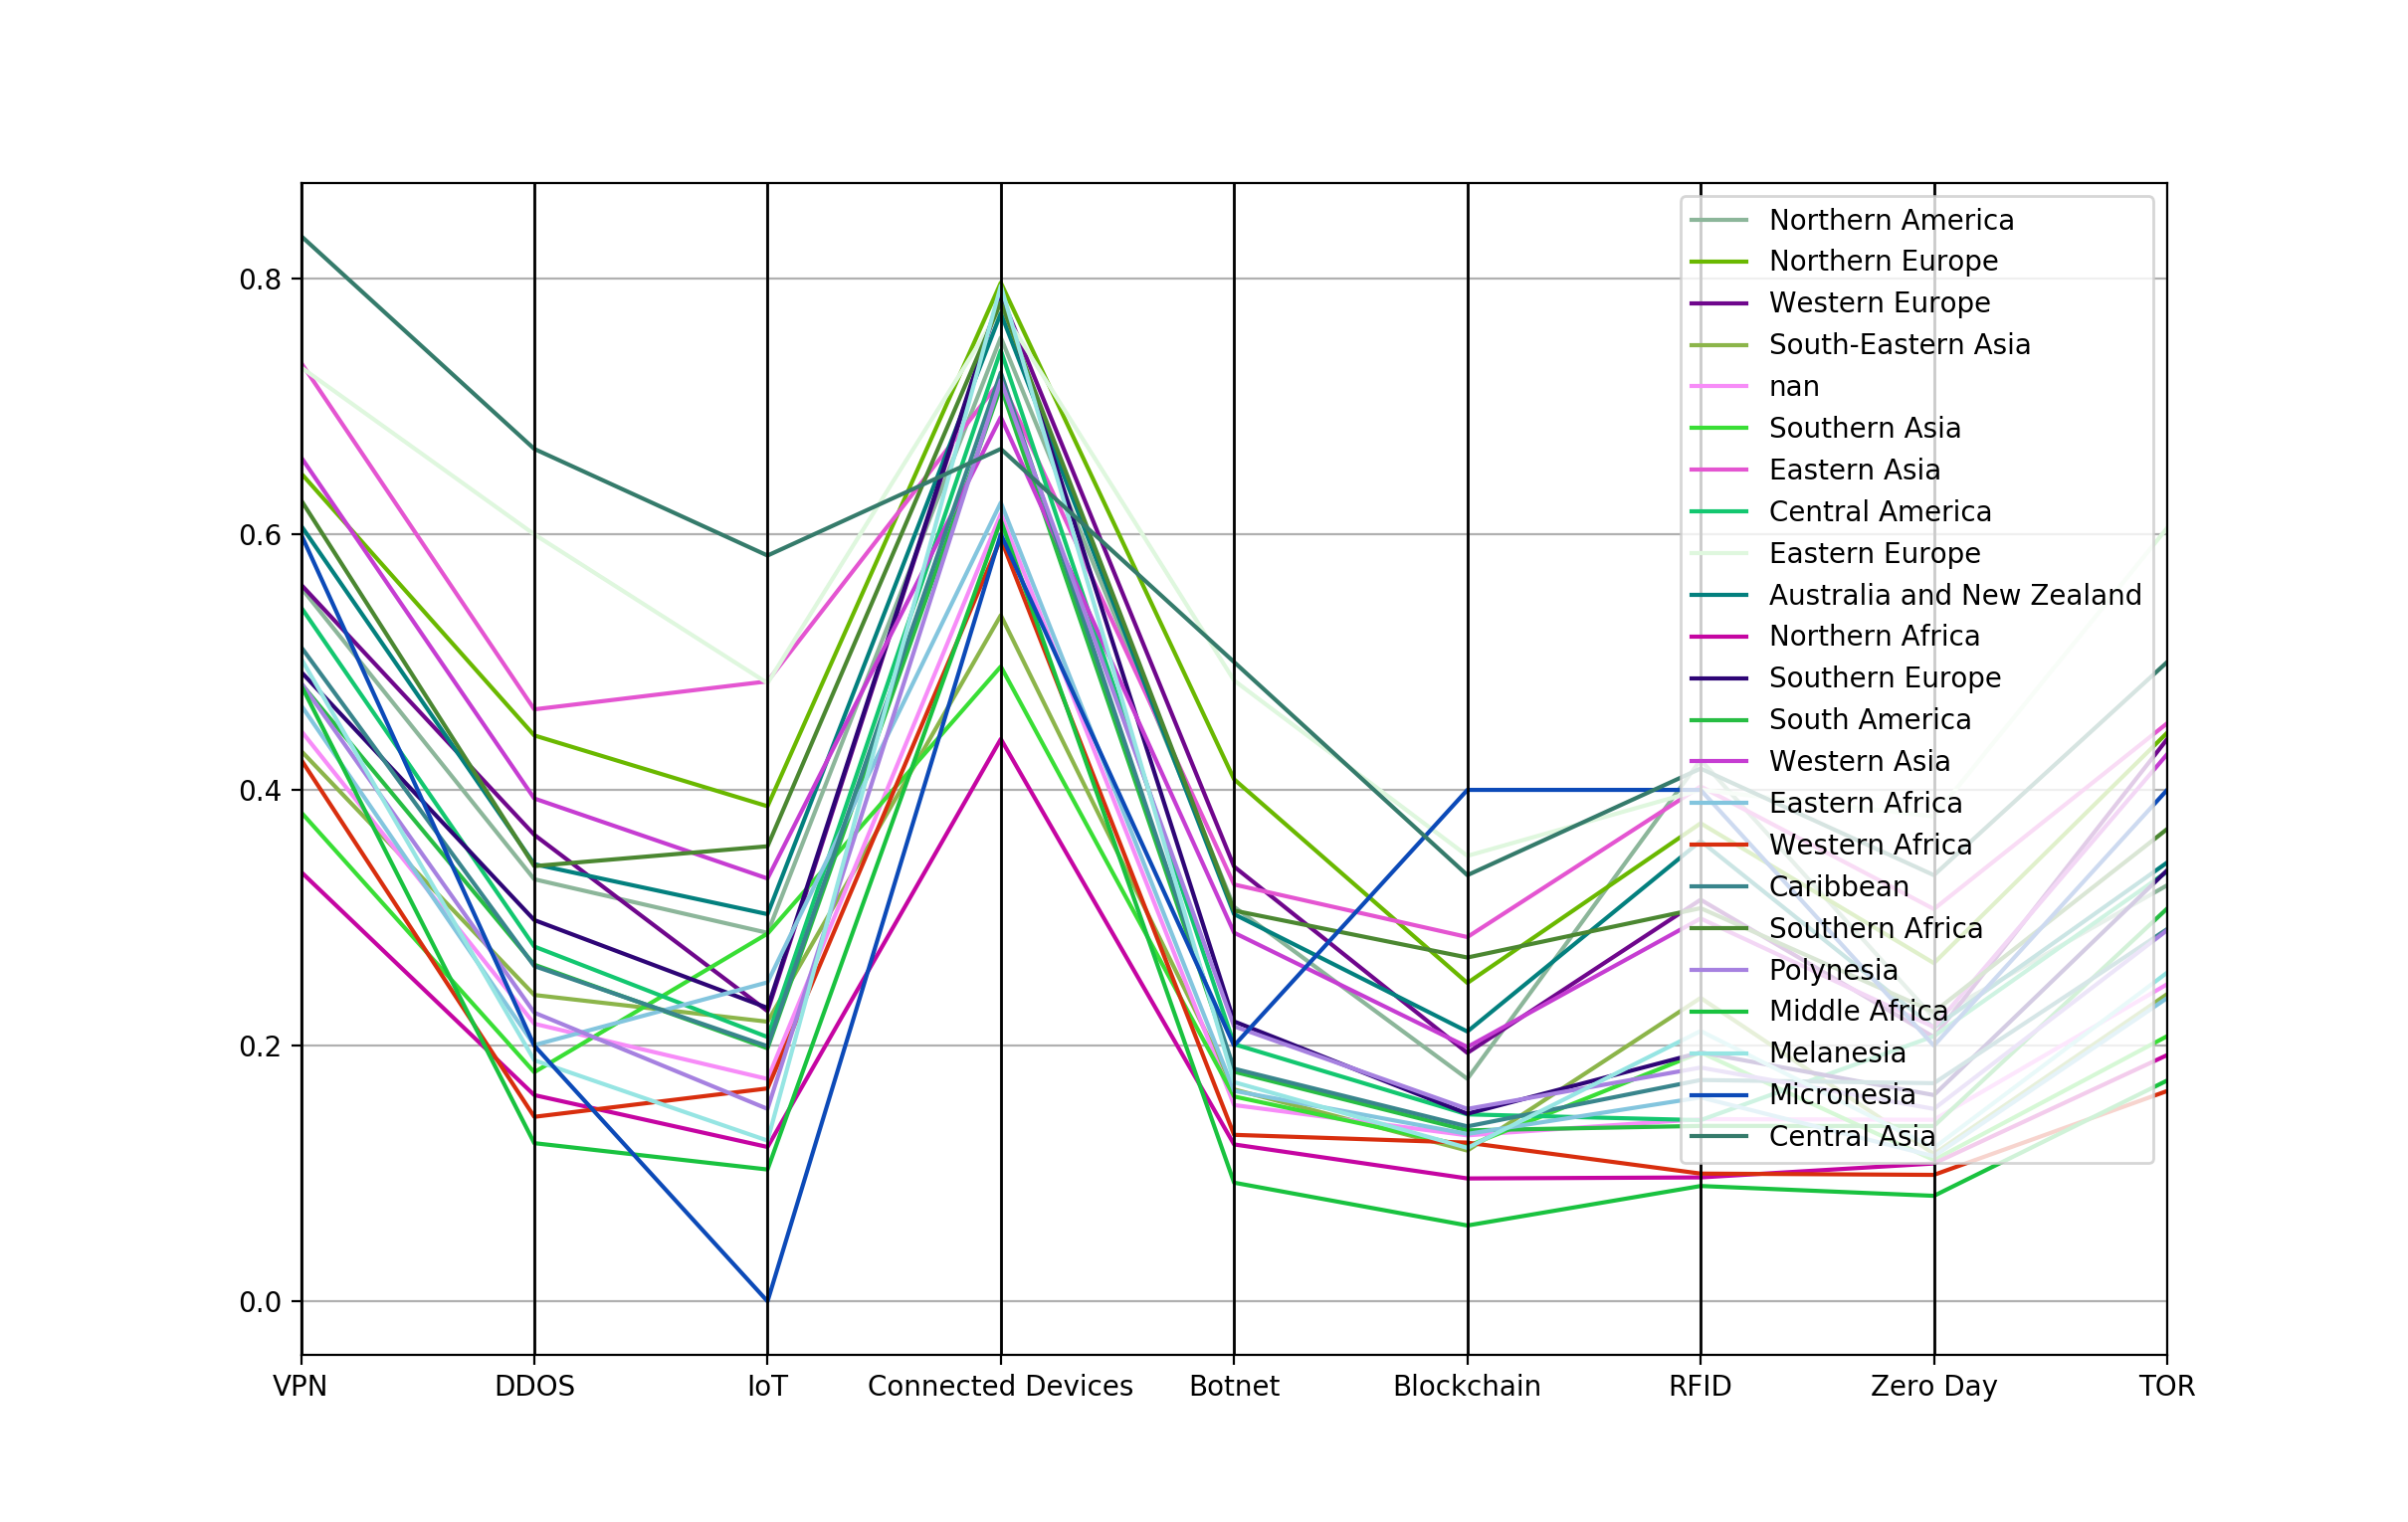 0.8
0.6
0.4
0.2
0.0
VPN
DDOS
IoT
Connected Devices
Botnet
Blockchain
RFID
Zero Day
TOR
Northern America
Northern Europe
Western Europe
South-Eastern Asia
nan
Southern Asia
Eastern Asia
Central America
Eastern Europe
Australia and New Zealand
Northern Africa
Southern Europe
South America
Western Asia
Eastern Africa
Western Africa
Caribbean
Southern Africa
Polynesia
Middle Africa
Melanesia
Micronesia
Central Asia